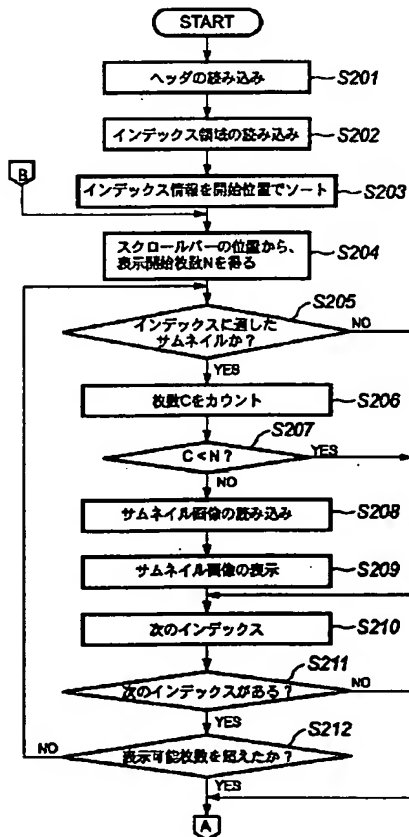 START
ヘッダの読み込み
S201
インデックス領域の読み込み
S202
B
インデックス情報を開始位置でソート
S203
スクロールバーの位置から、
表示開始枚数Nを得る
S204
S205
インデックスに適した
サムネイルか？
NO
YES
枚数Cをカウント
S206
S207
C<N？
YES
NO
サムネイル画像の読み込み
S208
サムネイル画像の表示
S209
次のインデックス
S210
S211
次のインデックスがある？
NO
YES
S212
NO
表示可能枚数を超えたか？
YES
A